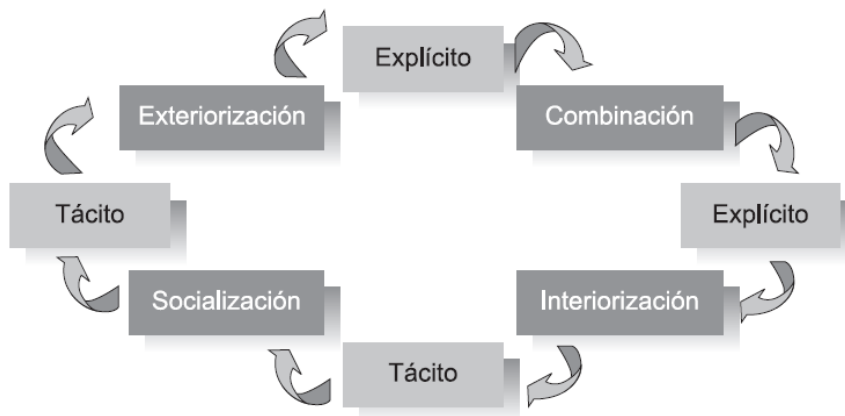 Explícito
Exteriorización
Combinación
Tácito
Explícito
Socialización
Interiorización
Tácito